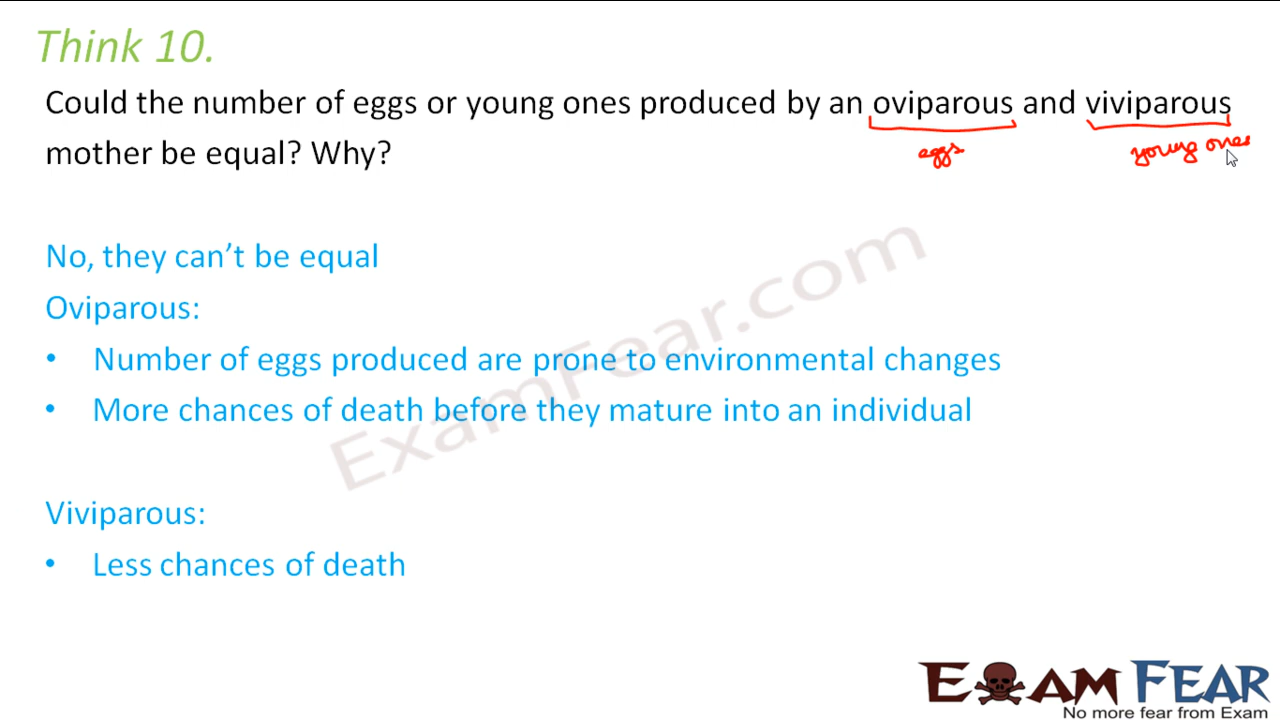 Think 10.
Could the number of eggs or young ones produced by an oviparous and viviparous
mother be equal? Why?
eggs
young ones
No, they can’t be equal
Oviparous:
• Number of eggs produced are prone to environmental changes
• More chances of death before they mature into an individual
ExamFear.com
Viviparous:
• Less chances of death
EXAM FEAR
No more fear from Exam